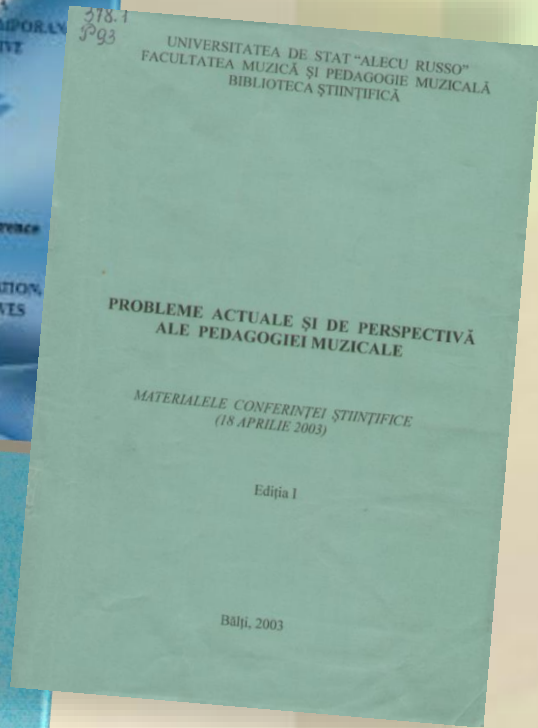 378.1
P93
UNIVERSITATEA DE STAT "ALECU RUSSO"
FACULTATEA MUZICĂ ŞI PEDAGOGIE MUZICALĂ
BIBLIOTECA ŞTIINŢIFICĂ
PROBLEME ACTUALE ŞI DE PERSPECTIVĂ
ALE PEDAGOGIEI MUZICALE
MATERIALELE CONFERINŢEI ŞTIINŢIFICE
(18 APRILIE 2003)
Ediţia I
Bălţi, 2003